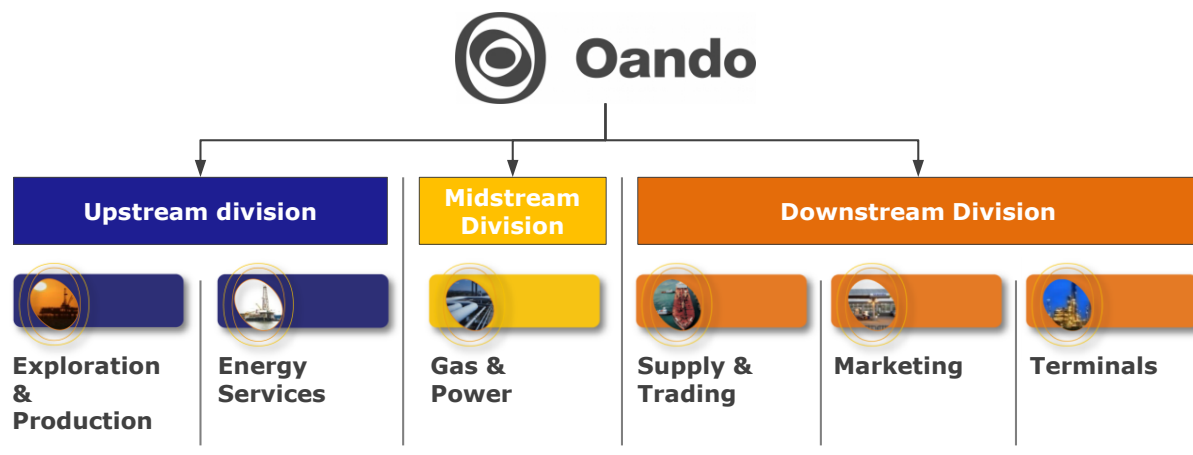 Oando
Upstream division
Midstream
Division
Downstream Division
Exploration
&
Production
Energy
Services
Gas &
Power
Supply &
Trading
Marketing
Terminals